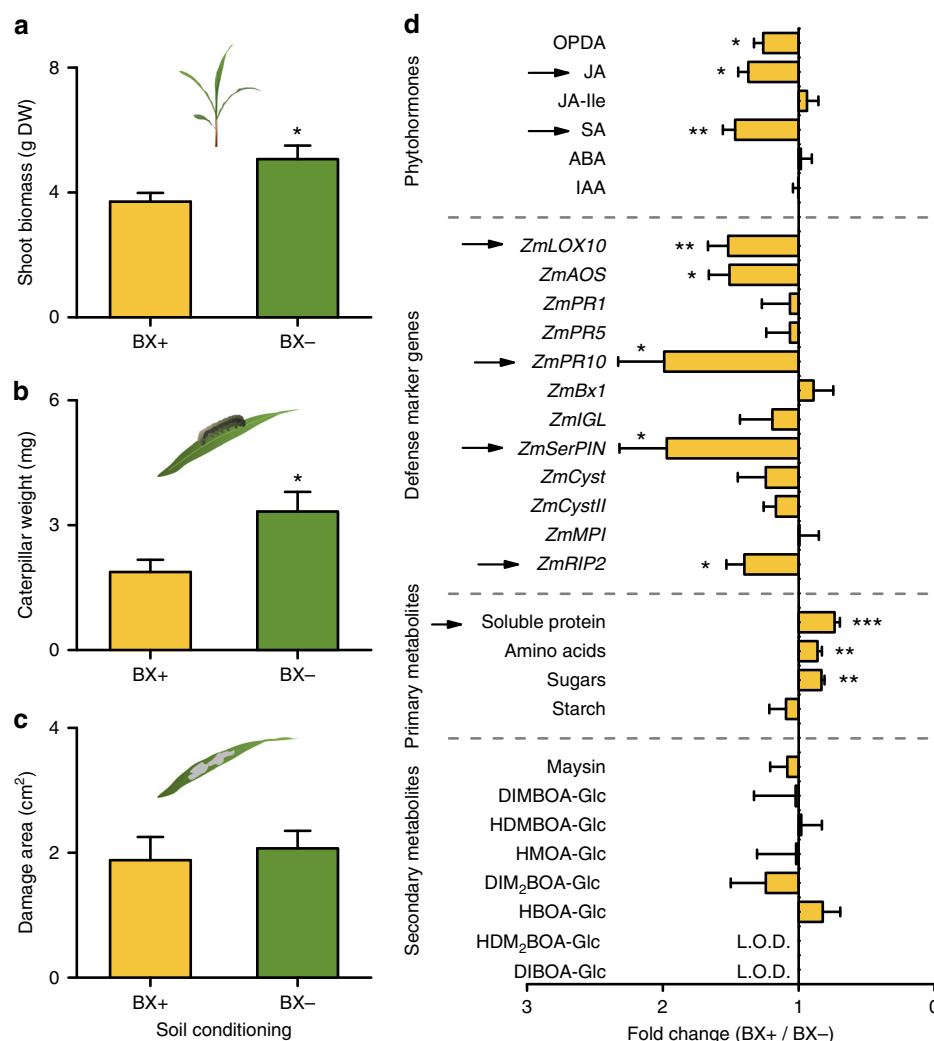 a
Shoot biomass (g DW)
8
4
0
*
BX+
BX–
b
Caterpillar weight (mg)
6
3
0
*
BX+
BX–
c
Damage area (cm²)
4
2
0
BX+
BX–
Soil conditioning
d
Phytohormones
OPDA *
JA *
JA-Ile
SA **
ABA
IAA
Defense marker genes
ZmLOX10 **
ZmAOS *
ZmPR1
ZmPR5
ZmPR10 *
ZmBx1
ZmIGL
ZmSerPIN *
ZmCyst
ZmCystII
ZmMPI
ZmRIP2 *
Primary metabolites
Soluble protein ***
Amino acids **
Sugars **
Starch
Secondary metabolites
Maysin
DIMBOA-Glc
HDMBOA-Glc
HMOA-Glc
DIM₂BOA-Glc
HBOA-Glc
HDM₂BOA-Glc L.O.D.
DIBOA-Glc L.O.D.
3 2 1 0
Fold change (BX+ / BX–)